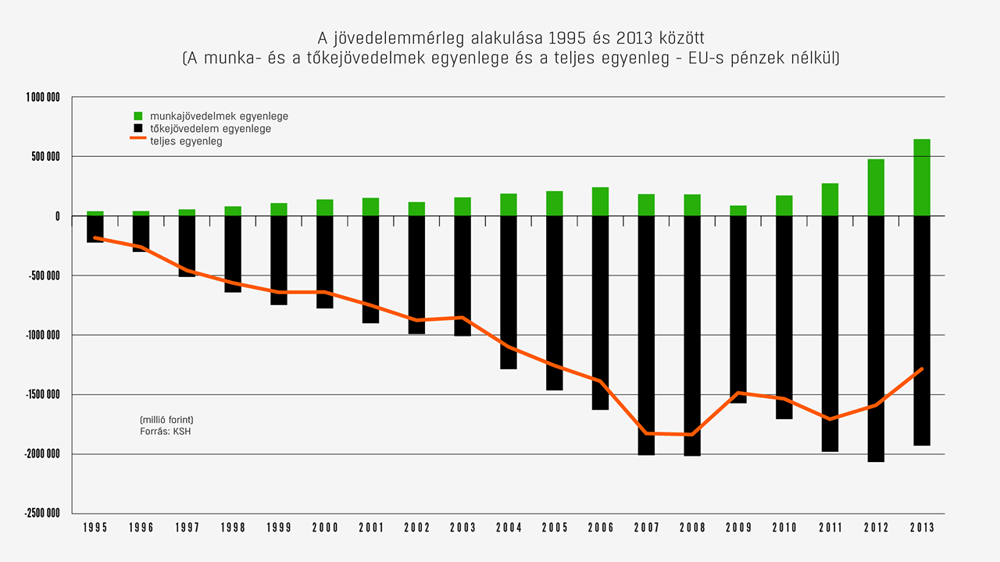 A jövedelemmérleg alakulása 1995 és 2013 között
(A munka- és a tőkejövedelmek egyenlege és a teljes egyenleg - EU-s pénzek nélkül)
1 000 000
munkajövedelmek egyenlege
tőkejövedelem egyenlege
teljes egyenleg
500 000
0
-500 000
-1000 000
-1500 000
(millió forint)
Forrás: KSH
-2000 000
-2500 000
1995 1996 1997 1998 1999 2000 2001 2002 2003 2004 2005 2006 2007 2008 2009 2010 2011 2012 2013